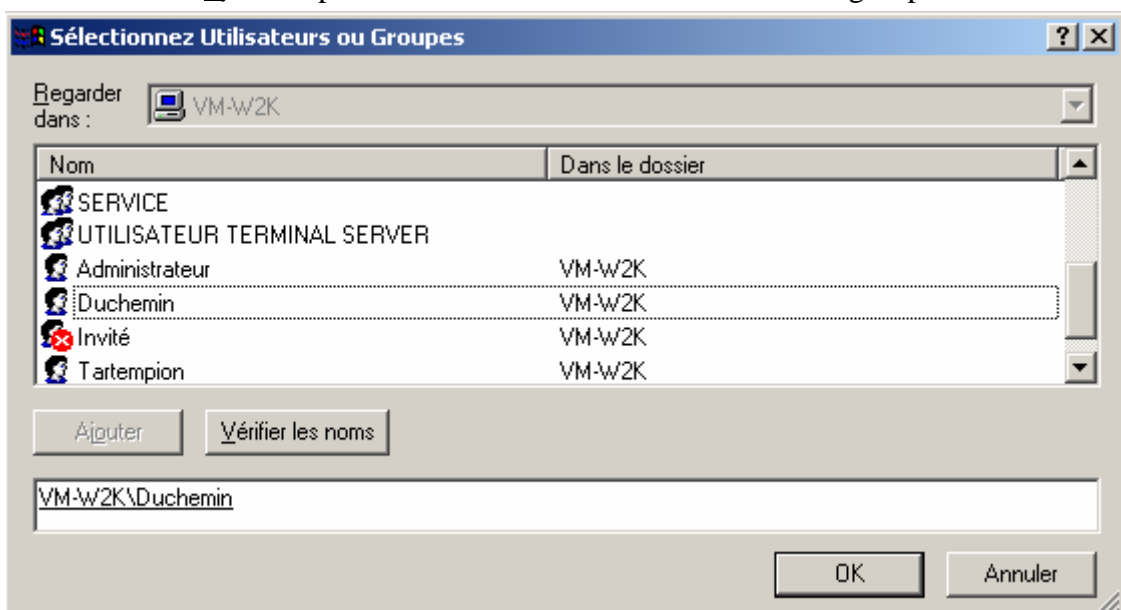 Sélectionnez Utilisateurs ou Groupes
Regarder dans :
VM-W2K
Nom Dans le dossier
SERVICE
UTILISATEUR TERMINAL SERVER
Administrateur VM-W2K
Duchemin VM-W2K
Invité VM-W2K
Tartempion VM-W2K
Ajouter Vérifier les noms
VM-W2K\Duchemin
OK Annuler